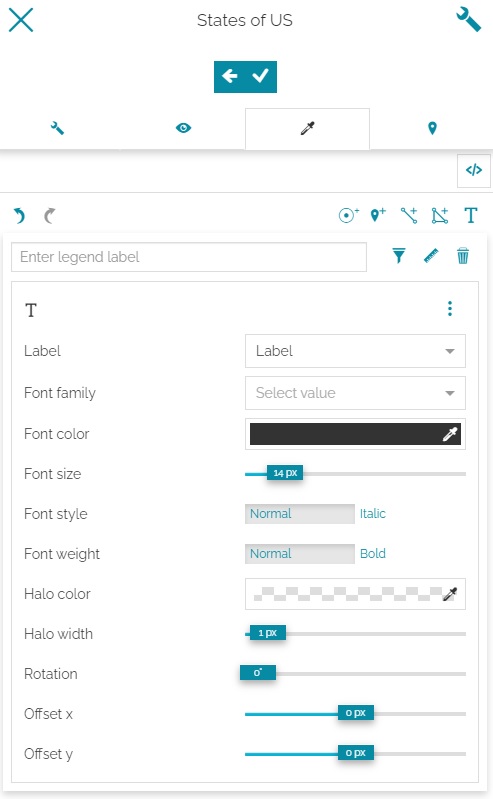 States of US
T
Enter legend label
T
Label Label
Font family Select value
Font color
Font size 14 px
Font style Normal Italic
Font weight Normal Bold
Halo color
Halo width 1 px
Rotation 0°
Offset x 0 px
Offset y 0 px